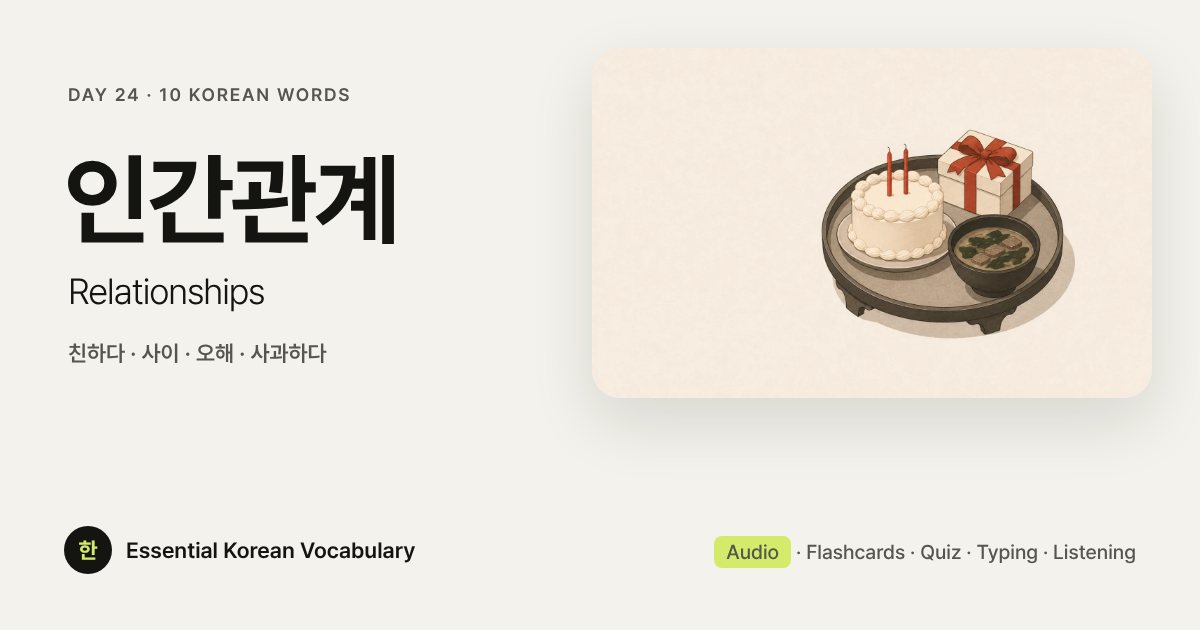 DAY 24 · 10 KOREAN WORDS
인간관계
Relationships
친하다 · 사이 · 오해 · 사과하다
한 Essential Korean Vocabulary
Audio · Flashcards · Quiz · Typing · Listening